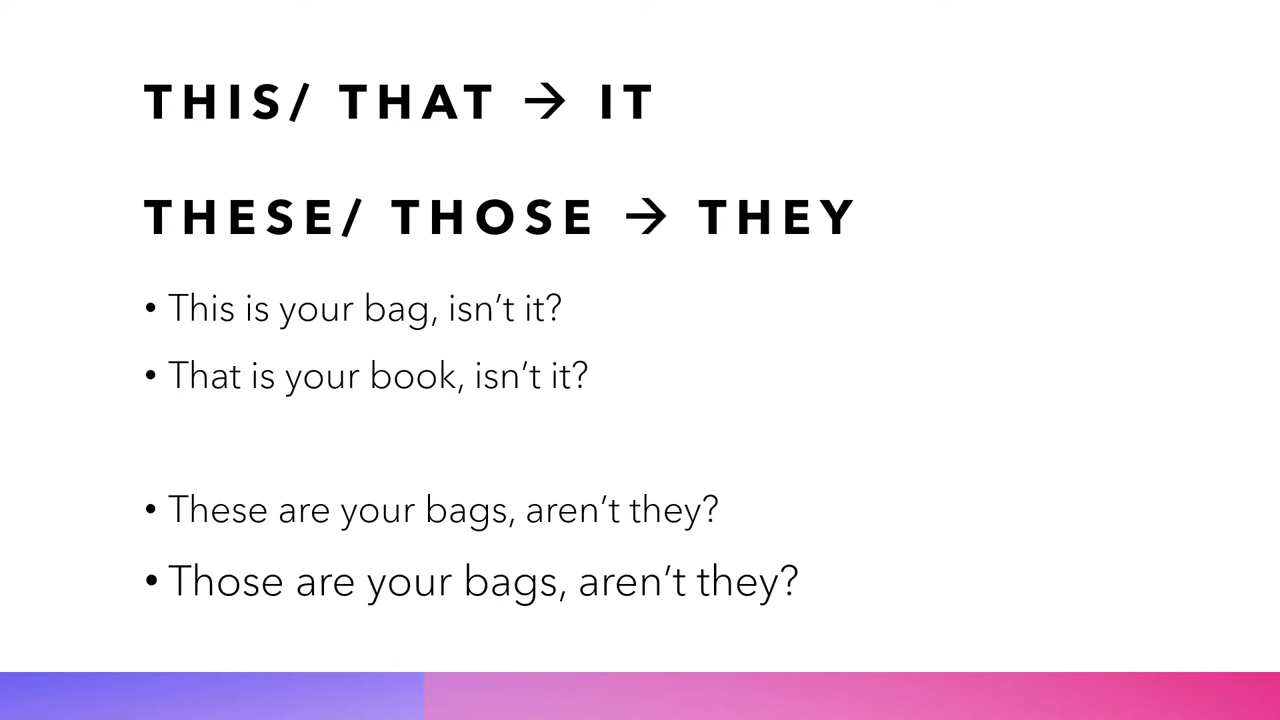 THIS/ THAT → IT
THESE/ THOSE → THEY
• This is your bag, isn’t it?
• That is your book, isn’t it?
• These are your bags, aren’t they?
• Those are your bags, aren’t they?